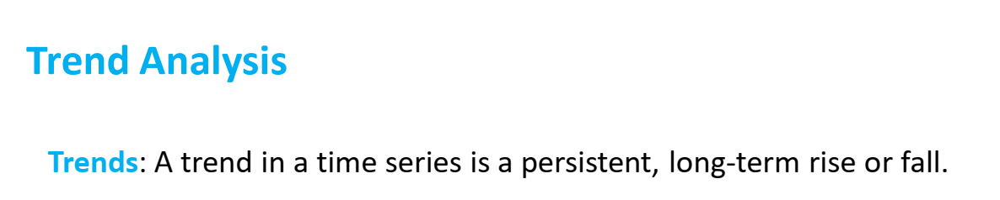 Trend Analysis
Trends: A trend in a time series is a persistent, long-term rise or fall.